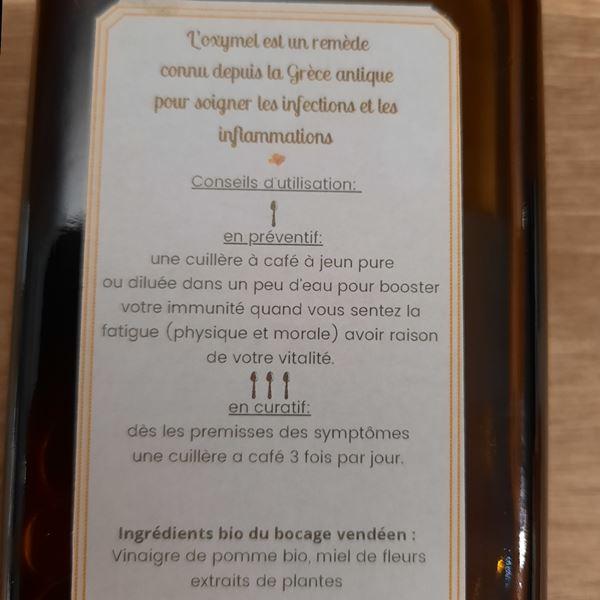 L'oxymel est un remède
connu depuis la Grèce antique
pour soigner les infections et les
inflammations
Conseils d'utilisation:
en préventif:
une cuillère à café à jeun pure
ou diluée dans un peu d'eau pour booster
votre immunité quand vous sentez la
fatigue (physique et morale) avoir raison
de votre vitalité.
en curatif:
dès les premisses des symptômes
une cuillère a café 3 fois par jour.
Ingrédients bio du bocage vendéen :
Vinaigre de pomme bio, miel de fleurs
extraits de plantes